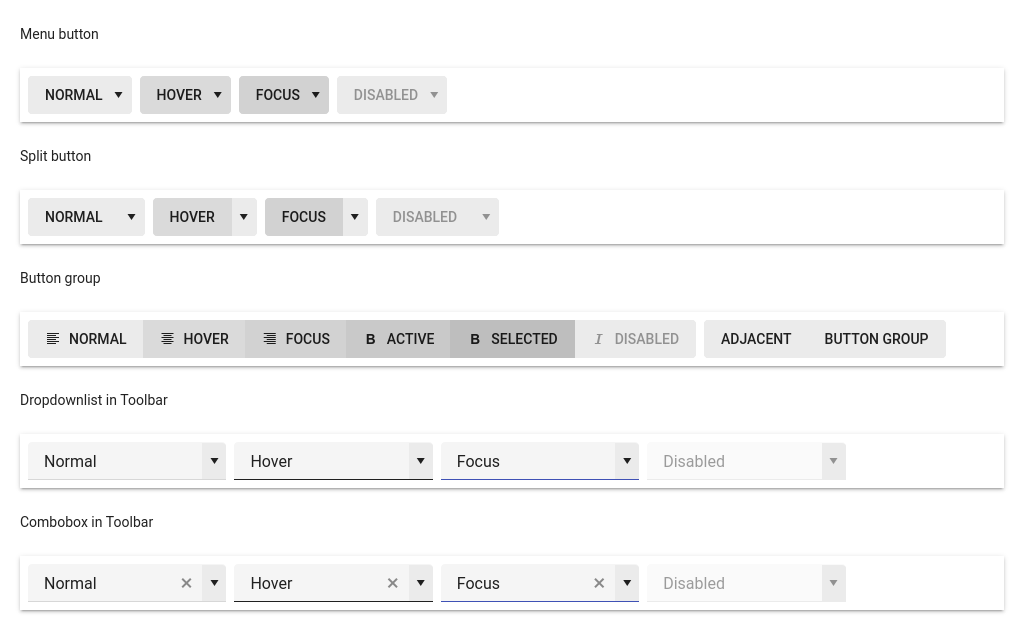 Menu button
NORMAL HOVER FOCUS DISABLED
Split button
NORMAL HOVER FOCUS DISABLED
Button group
NORMAL HOVER FOCUS B ACTIVE B SELECTED I DISABLED ADJACENT BUTTON GROUP
Dropdownlist in Toolbar
Normal Hover Focus Disabled
Combobox in Toolbar
Normal Hover Focus Disabled